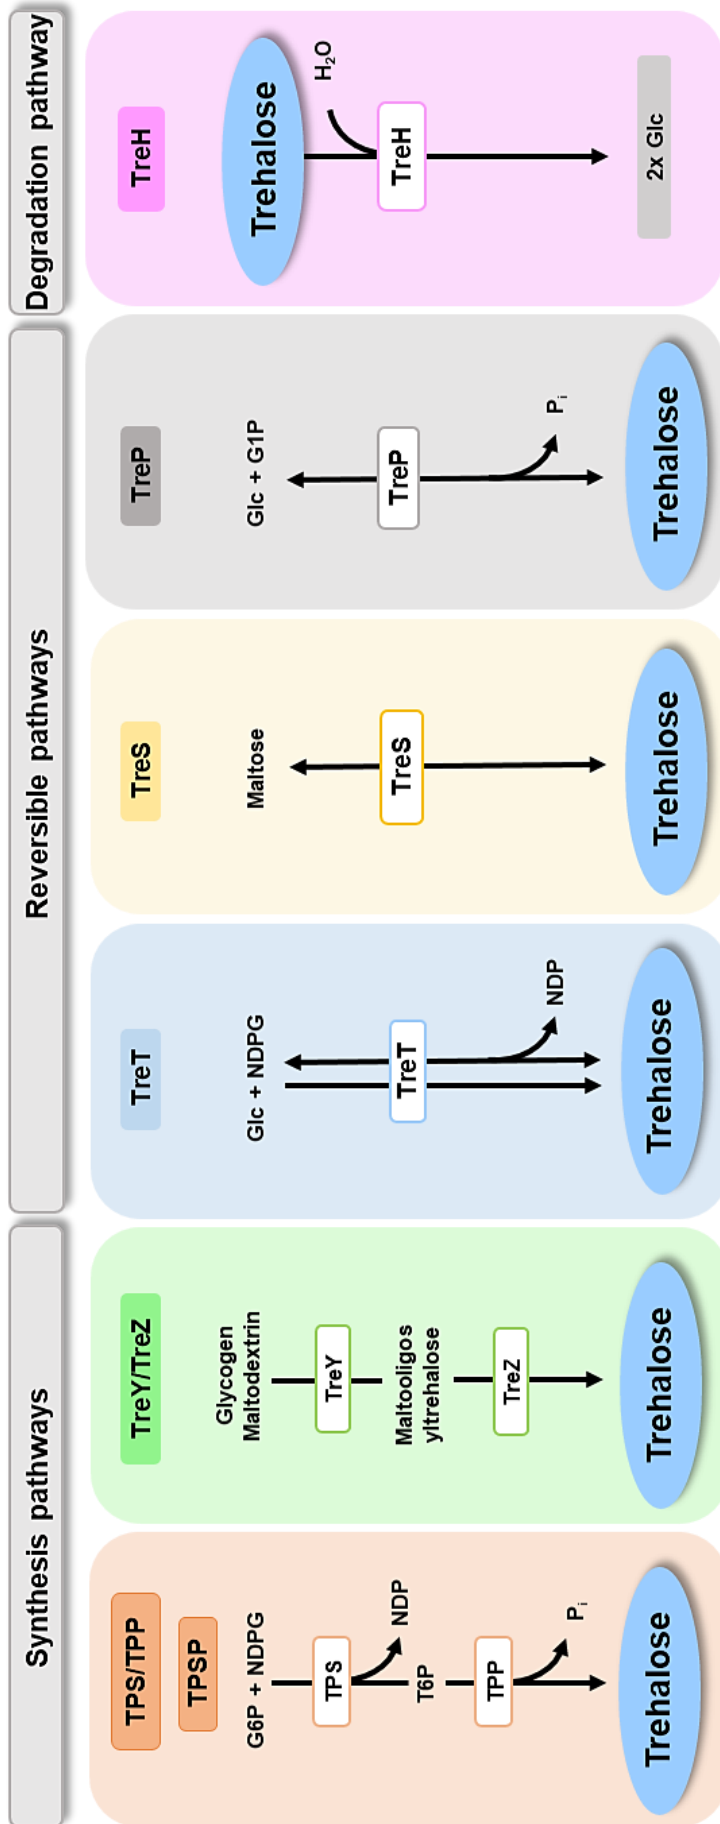 Synthesis pathways
Reversible pathways
Degradation pathway
TPS/TPP
TPSP
G6P + NDPG
TPS
NDP
T6P
TPP
Pi
Trehalose
TreY/TreZ
Glycogen
Maltodextrin
TreY
Maltooligos
yltrehalose
TreZ
Trehalose
TreT
Glc + NDPG
TreT
NDP
Trehalose
TreS
Maltose
TreS
Trehalose
TreP
Glc + G1P
TreP
Pi
Trehalose
TreH
Trehalose
H₂O
TreH
2x Glc